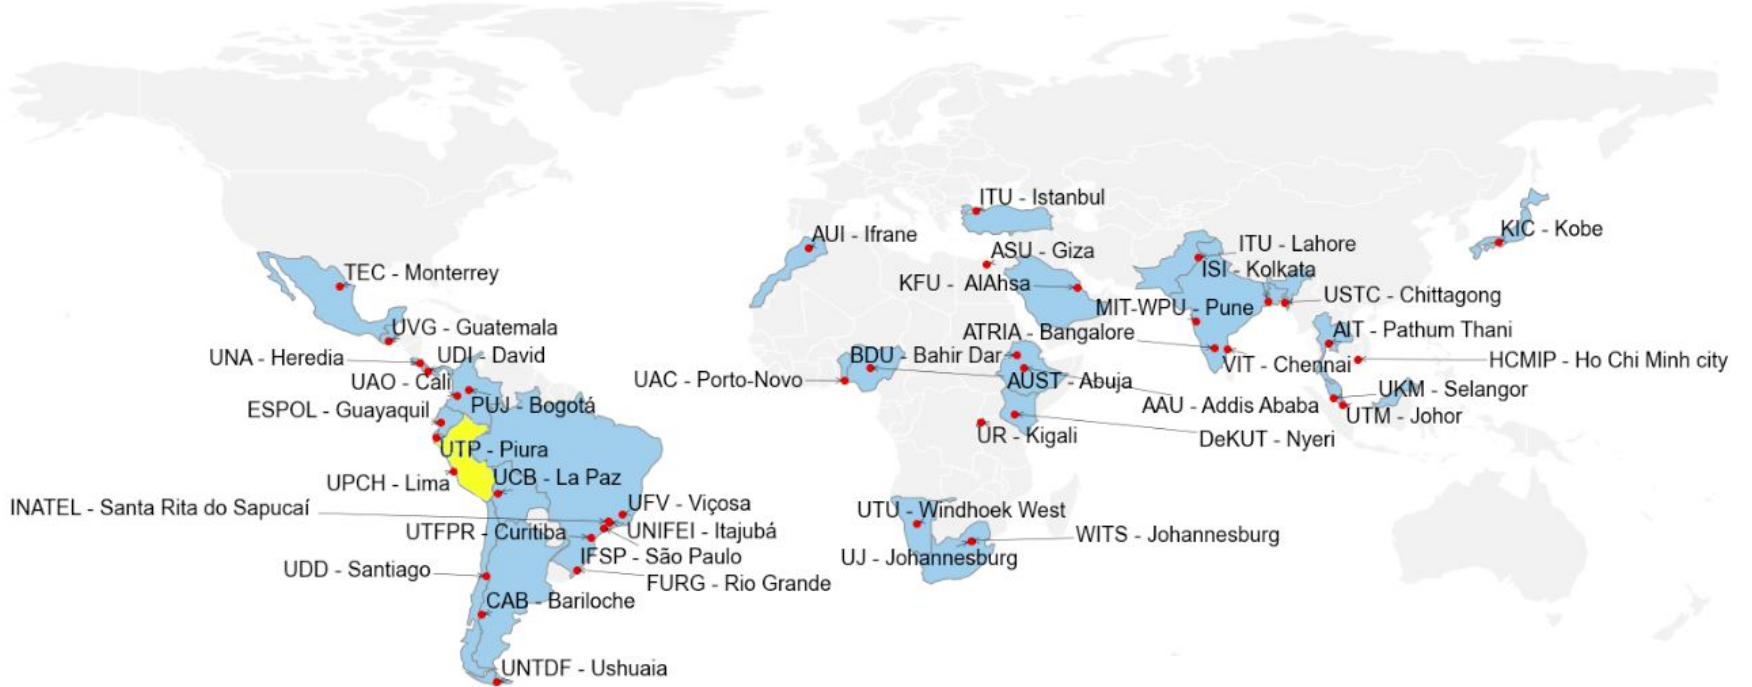 ITU - Istanbul
KIC - Kobe
AUI - Ifrane
ASU - Giza
ITU - Lahore
ISI - Kolkata
TEC - Monterrey
KFU - AlAhsa
USTC - Chittagong
MIT-WPU - Pune
UVG - Guatemala
ATRIA - Bangalore
AIT - Pathum Thani
UNA - Heredia
UDI - David
BDU - Bahir Dar
VIT - Chennai
HCMIP - Ho Chi Minh city
UAO - Cali
UAC - Porto-Novo
AUST - Abuja
UKM - Selangor
ESPOL - Guayaquil
PUJ - Bogotá
AAU - Addis Ababa
UTM - Johor
UR - Kigali
DeKUT - Nyeri
UTP - Piura
UPCH - Lima
UCB - La Paz
INATEL - Santa Rita do Sapucaí
UFV - Viçosa
UTU - Windhoek West
UTFPR - Curitiba
UNIFEI - Itajubá
WITS - Johannesburg
IFSP - São Paulo
UJ - Johannesburg
UDD - Santiago
FURG - Rio Grande
CAB - Bariloche
UNTDF - Ushuaia